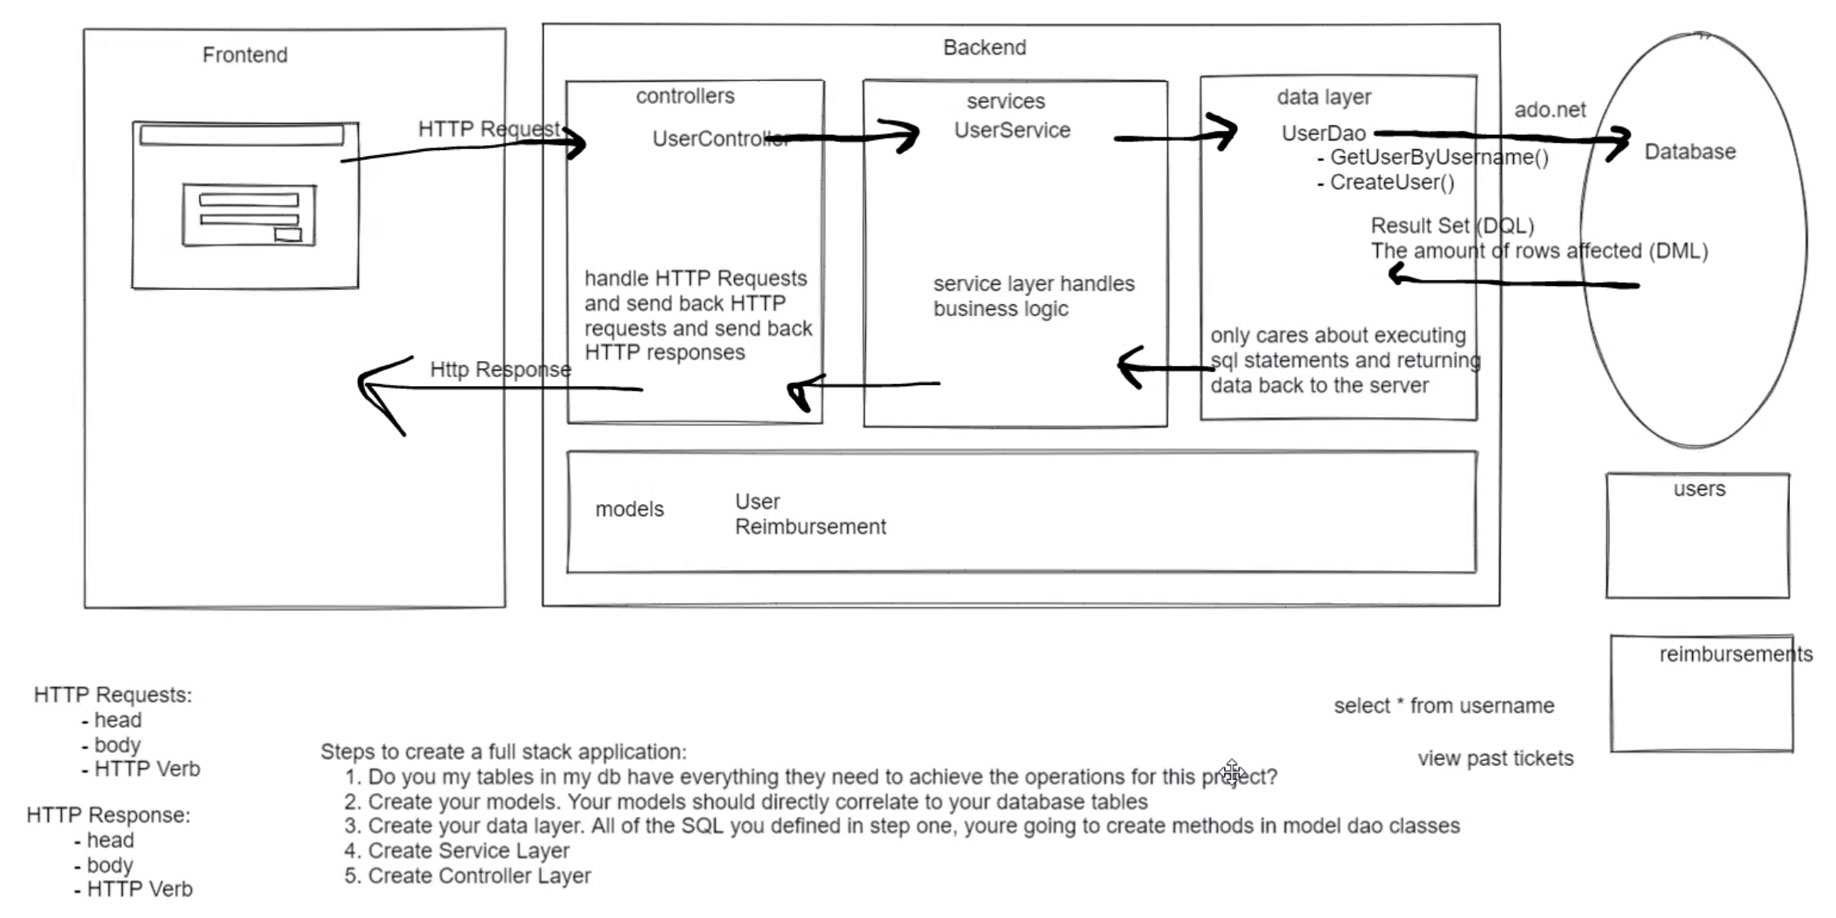 Frontend
HTTP Request
Http Response
Backend
controllers
UserController
handle HTTP Requests
and send back HTTP
requests and send back
HTTP responses
services
UserService
service layer handles
business logic
data layer
UserDao
- GetUserByUsername()
- CreateUser()
Result Set (DQL)
The amount of rows affected (DML)
only cares about executing
sql statements and returning
data back to the server
ado.net
Database
models
User
Reimbursement
users
reimbursements
select * from username
view past tickets
HTTP Requests:
- head
- body
- HTTP Verb
HTTP Response:
- head
- body
- HTTP Verb
Steps to create a full stack application:
1. Do you my tables in my db have everything they need to achieve the operations for this project?
2. Create your models. Your models should directly correlate to your database tables
3. Create your data layer. All of the SQL you defined in step one, youre going to create methods in model dao classes
4. Create Service Layer
5. Create Controller Layer